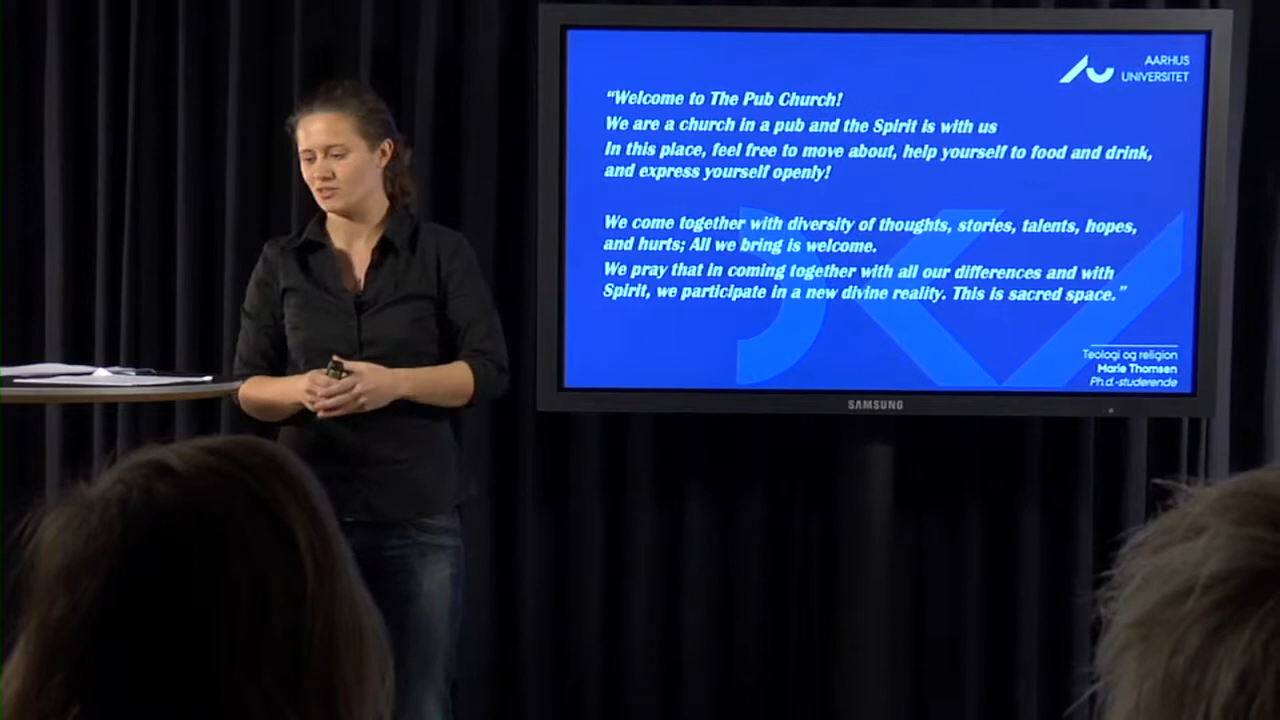 AARHUS
UNIVERSITET
“Welcome to The Pub Church!
We are a church in a pub and the Spirit is with us
In this place, feel free to move about, help yourself to food and drink,
and express yourself openly!
We come together with diversity of thoughts, stories, talents, hopes,
and hurts; All we bring is welcome.
We pray that in coming together with all our differences and with
Spirit, we participate in a new divine reality. This is sacred space.”
Teologi og religion
Marie Thomsen
Ph.d.-studerende
SAMSUNG